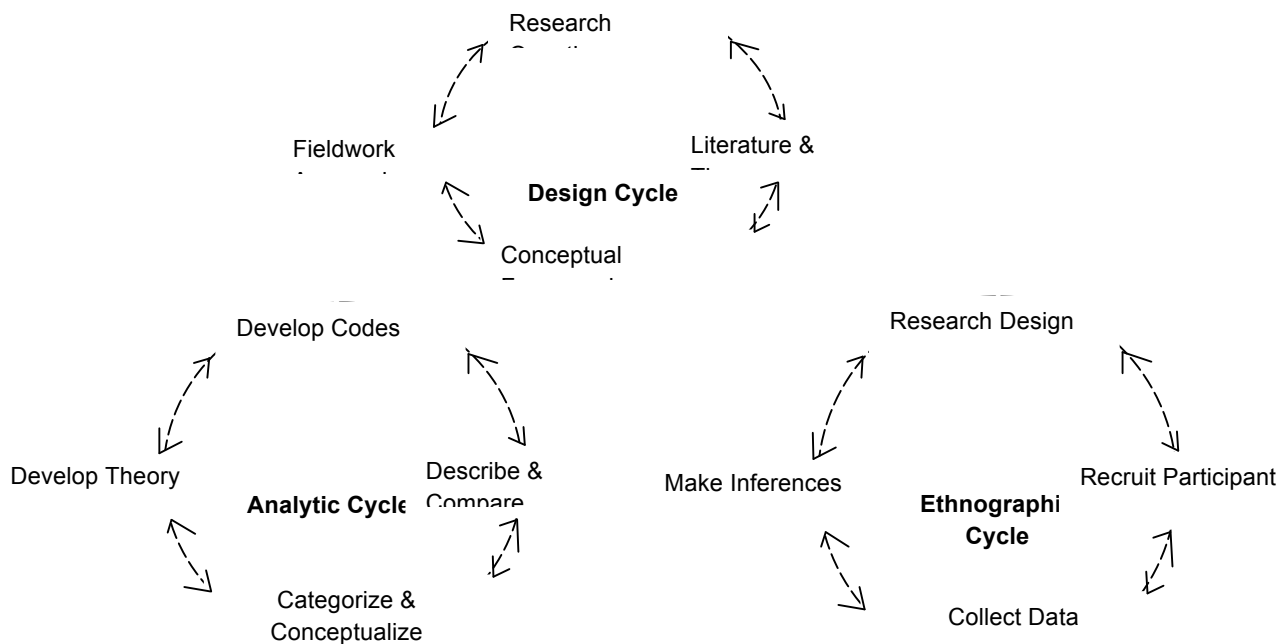 Research
Fieldwork
Literature &
Design Cycle
Conceptual
Develop Codes
Develop Theory
Describe &
Compare
Analytic Cycle
Categorize &
Conceptualize
Research Design
Make Inferences
Recruit Participant
Ethnographi
Cycle
Collect Data